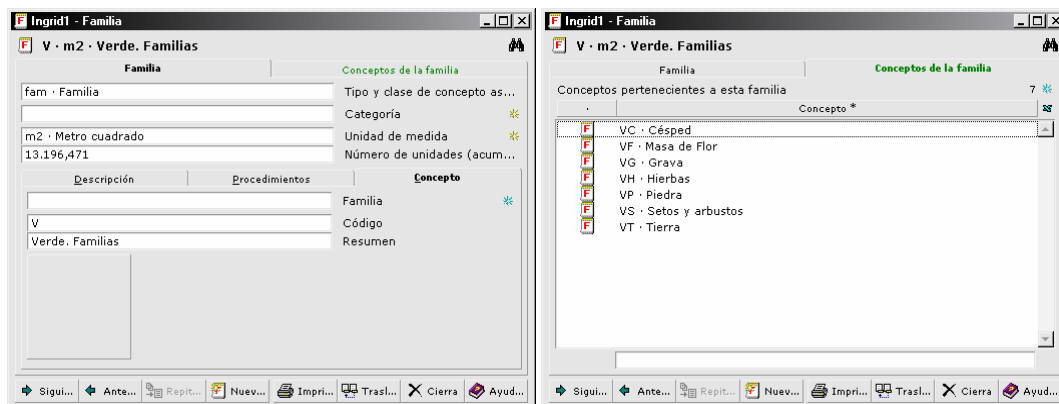 Ingrid1 - Familia
V · m2 · Verde. Familias
Familia Conceptos de la familia
fam · Familia Tipo y clase de concepto as...
Categoría
m2 · Metro cuadrado Unidad de medida
13.196,471 Número de unidades (acum...
Descripción Procedimientos Concepto
Familia
V Código
Verde. Familias Resumen
Sigui... Ante... Repit... Nuev... Impri... Trasl... Cierra Ayud...
Ingrid1 - Familia
V · m2 · Verde. Familias
Familia Conceptos de la familia
Conceptos pertenecientes a esta familia 7
· Concepto *
VC · Césped
VF · Masa de Flor
VG · Grava
VH · Hierbas
VP · Piedra
VS · Setos y arbustos
VT · Tierra
Sigui... Ante... Repit... Nuev... Impri... Trasl... Cierra Ayud...